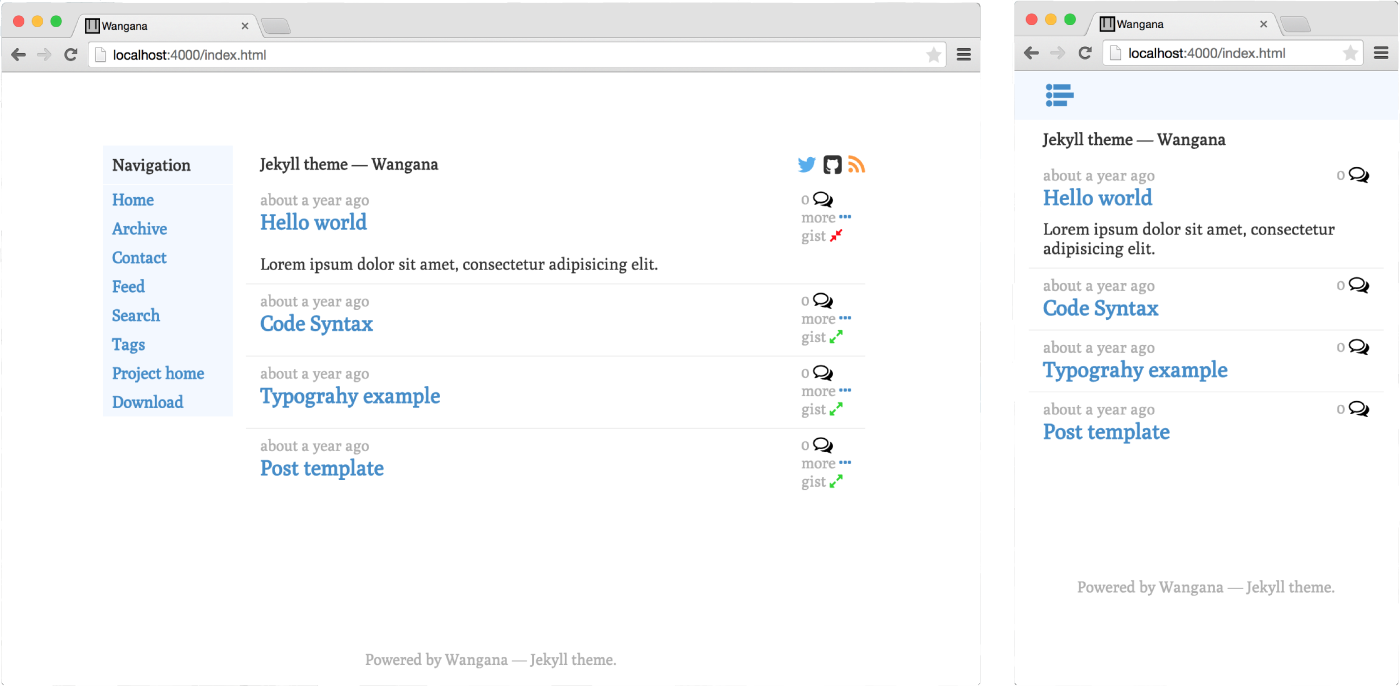 Wangana
localhost:4000/index.html
Navigation
Home
Archive
Contact
Feed
Search
Tags
Project home
Download
Jekyll theme — Wangana
about a year ago
0
Hello world
more
gist
Lorem ipsum dolor sit amet, consectetur adipisicing elit.
about a year ago
0
Code Syntax
more
gist
about a year ago
0
Typograhy example
more
gist
about a year ago
0
Post template
more
gist
Powered by Wangana — Jekyll theme.
Wangana
localhost:4000/index.html
Jekyll theme — Wangana
about a year ago
0
Hello world
Lorem ipsum dolor sit amet, consectetur
adipisicing elit.
about a year ago
0
Code Syntax
about a year ago
0
Typograhy example
about a year ago
0
Post template
Powered by Wangana — Jekyll theme.